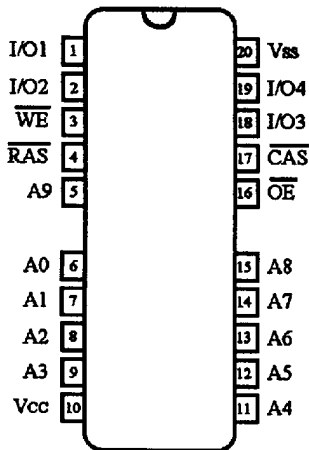 I/O1 1 20 Vss
I/O2 2 19 I/O4
WE 3 18 I/O3
RAS 4 17 CAS
A9 5 16 OE
A0 6 15 A8
A1 7 14 A7
A2 8 13 A6
A3 9 12 A5
Vcc 10 11 A4